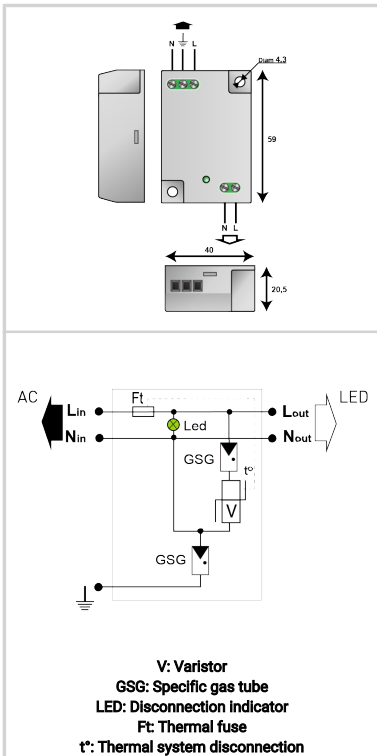 N L
Diam 4,3
59
N L
40
20,5
AC
Ft
LED
Lin
Lout
Led
Nin
Nout
GSG
t°
V
GSG
V: Varistor
GSG: Specific gas tube
LED: Disconnection indicator
Ft: Thermal fuse
t°: Thermal system disconnection